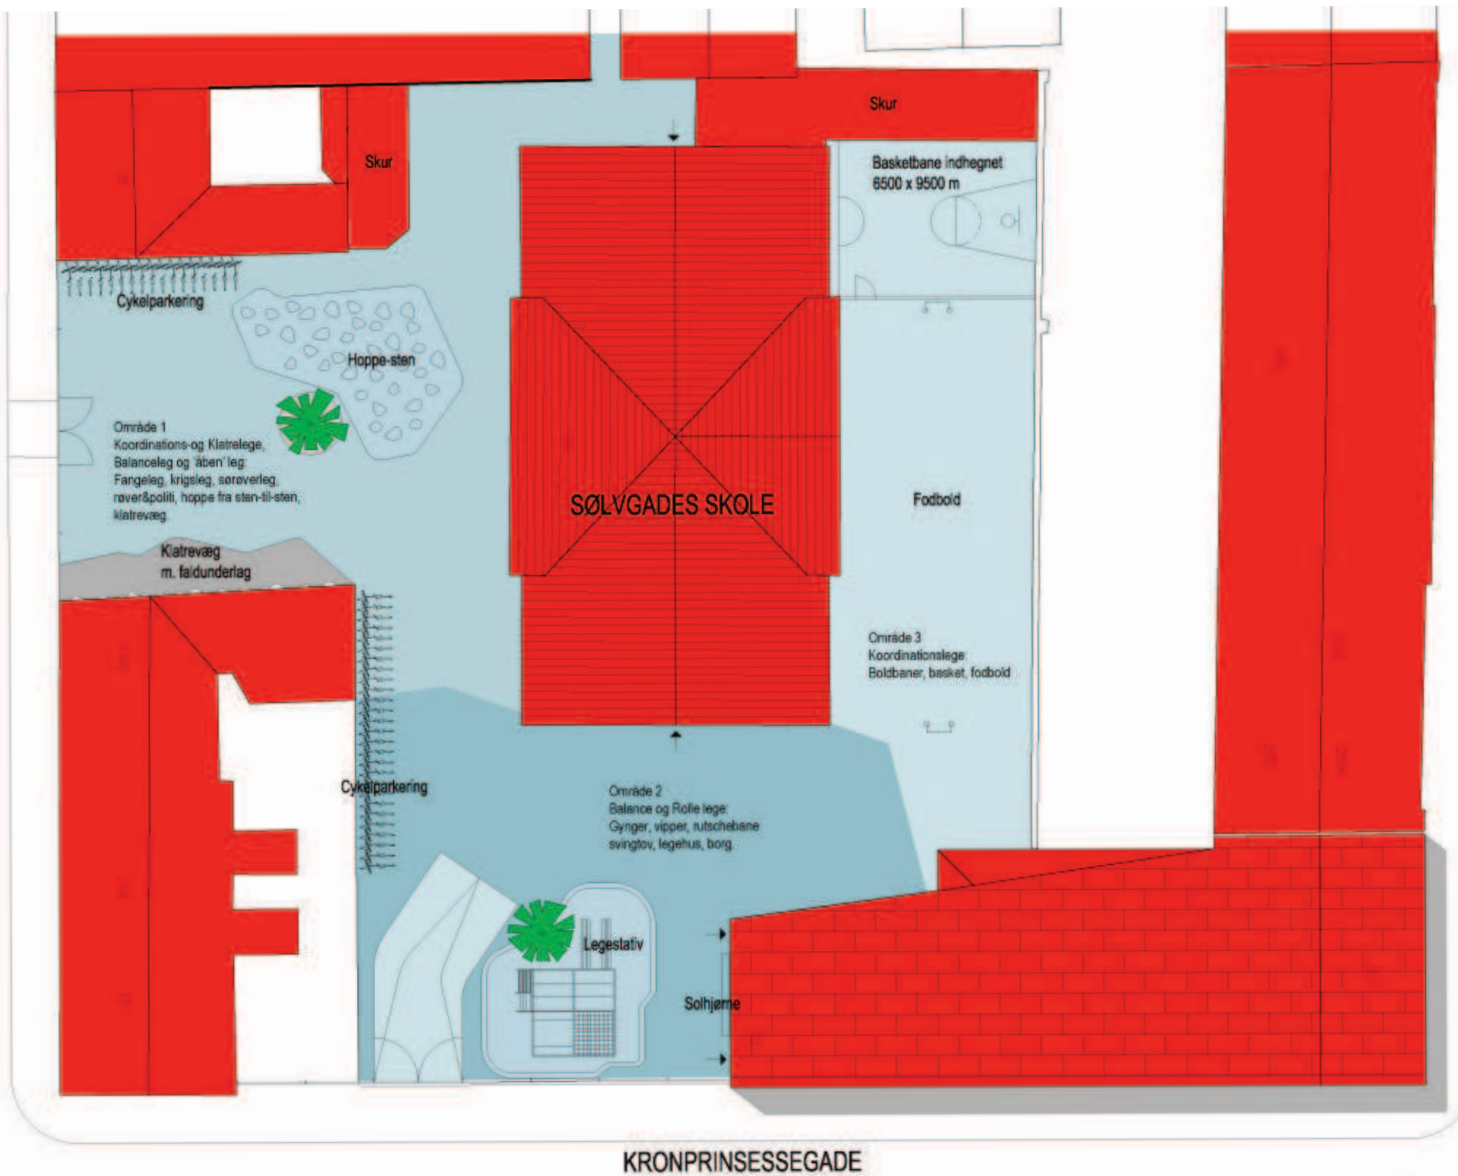 Skur
Skur
Basketbane indhegnet
6500 x 9500 m
Cykelparkering
Hoppe-sten
Område 1
Koordinations-og Klatrelege,
Balanceleg og 'åben' leg:
Fangeleg, krigsleg, sørøverleg,
røver&politi, hoppe fra sten-til-sten,
klatrevæg.
SØLVGADES SKOLE
Fodbold
Klatrevæg
m. faldunderlag
Område 3
Koordinationslege:
Boldbaner, basket, fodbold
Cykelparkering
Område 2
Balance og Rolle lege:
Gynger, vipper, rutschebane
svingtov, legehus, borg.
Legestativ
Solhjørne
KRONPRINSESSEGADE